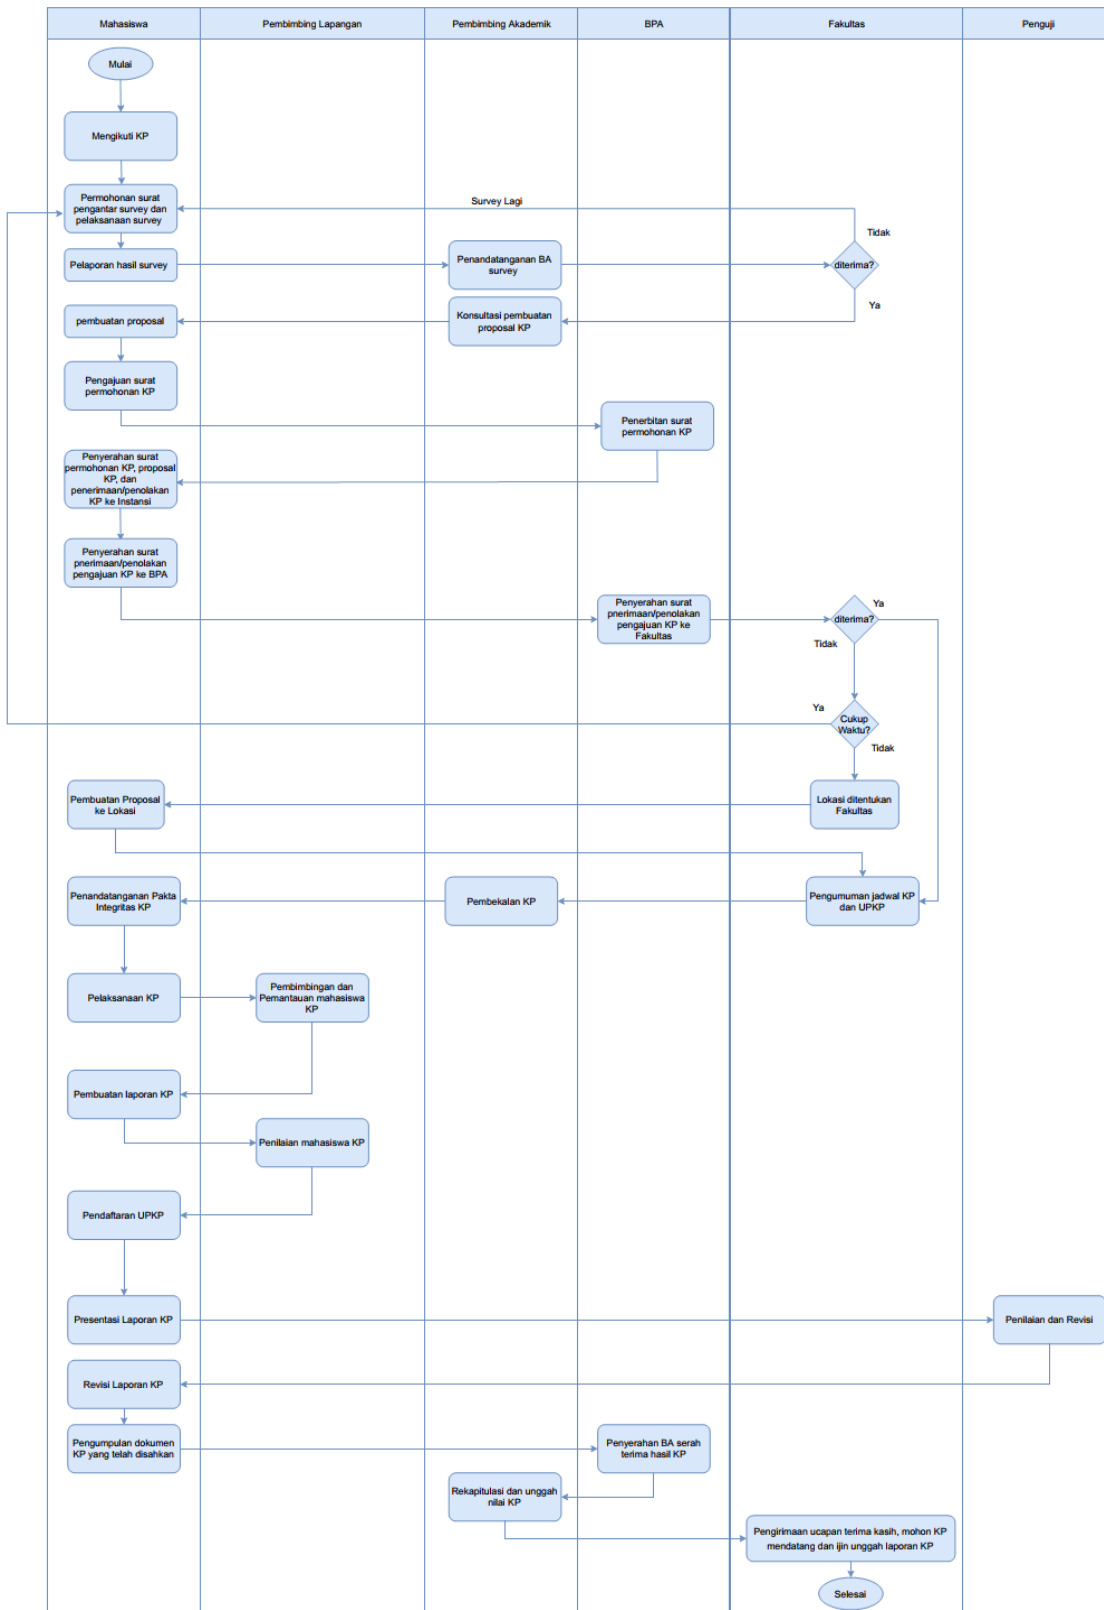 Mahasiswa
Pembimbing Lapangan
Pembimbing Akademik
BPA
Fakultas
Penguji
Mulai
Mengikuti KP
Permohonan surat
pengantar survey dan
pelaksanaan survey
Survey Lagi
Tidak
Pelaporan hasil survey
Penandatanganan BA
survey
diterima?
Ya
pembuatan proposal
Konsultasi pembuatan
proposal KP
Pengajuan surat
permohonan KP
Penerbitan surat
permohonan KP
Penyerahan surat
permohonan KP, proposal
KP, dan
penerimaan/penolakan
KP ke Instansi
Penyerahan surat
pnerimaan/penolakan
pengajuan KP ke BPA
Penyerahan surat
pnerimaan/penolakan
pengajuan KP ke
Fakultas
diterima?
Ya
Tidak
Ya
Cukup
Waktu?
Tidak
Pembuatan Proposal
ke Lokasi
Lokasi ditentukan
Fakultas
Penandatanganan Pakta
Integritas KP
Pembekalan KP
Pengumuman jadwal KP
dan UPKP
Pelaksanaan KP
Pembimbingan dan
Pemantauan mahasiswa
KP
Pembuatan laporan KP
Penilaian mahasiswa KP
Pendaftaran UPKP
Presentasi Laporan KP
Penilaian dan Revisi
Revisi Laporan KP
Pengumpulan dokumen
KP yang telah disahkan
Penyerahan BA serah
terima hasil KP
Rekapitulasi dan unggah
nilai KP
Pengirimaan ucapan terima kasih, mohon KP
mendatang dan ijin unggah laporan KP
Selesai